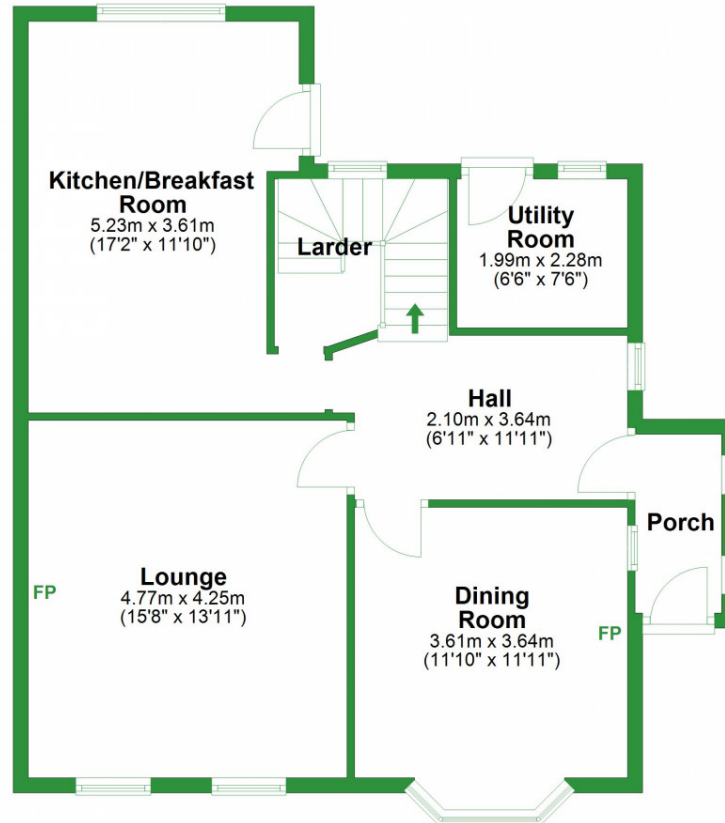 Kitchen/Breakfast
Room
5.23m x 3.61m
(17'2" x 11'10")
Larder
Utility
Room
1.99m x 2.28m
(6'6" x 7'6")
Hall
2.10m x 3.64m
(6'11" x 11'11")
Porch
Lounge
4.77m x 4.25m
(15'8" x 13'11")
FP
Dining
Room
3.61m x 3.64m
(11'10" x 11'11")
FP